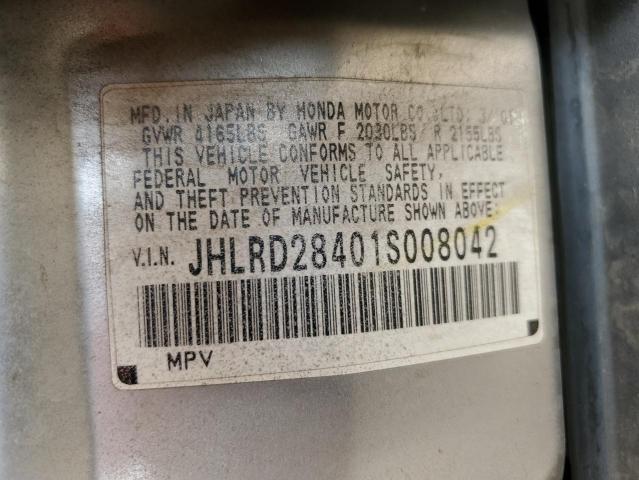 MFD. IN JAPAN BY HONDA MOTOR CO., LTD. 3/01
GVWR 4165LBS GAWR F 2030LBS R 2155LBS
THIS VEHICLE CONFORMS TO ALL APPLICABLE
FEDERAL MOTOR VEHICLE SAFETY,
AND THEFT PREVENTION STANDARDS IN EFFECT
ON THE DATE OF MANUFACTURE SHOWN ABOVE.
V.I.N. JHLRD28401S008042
MPV